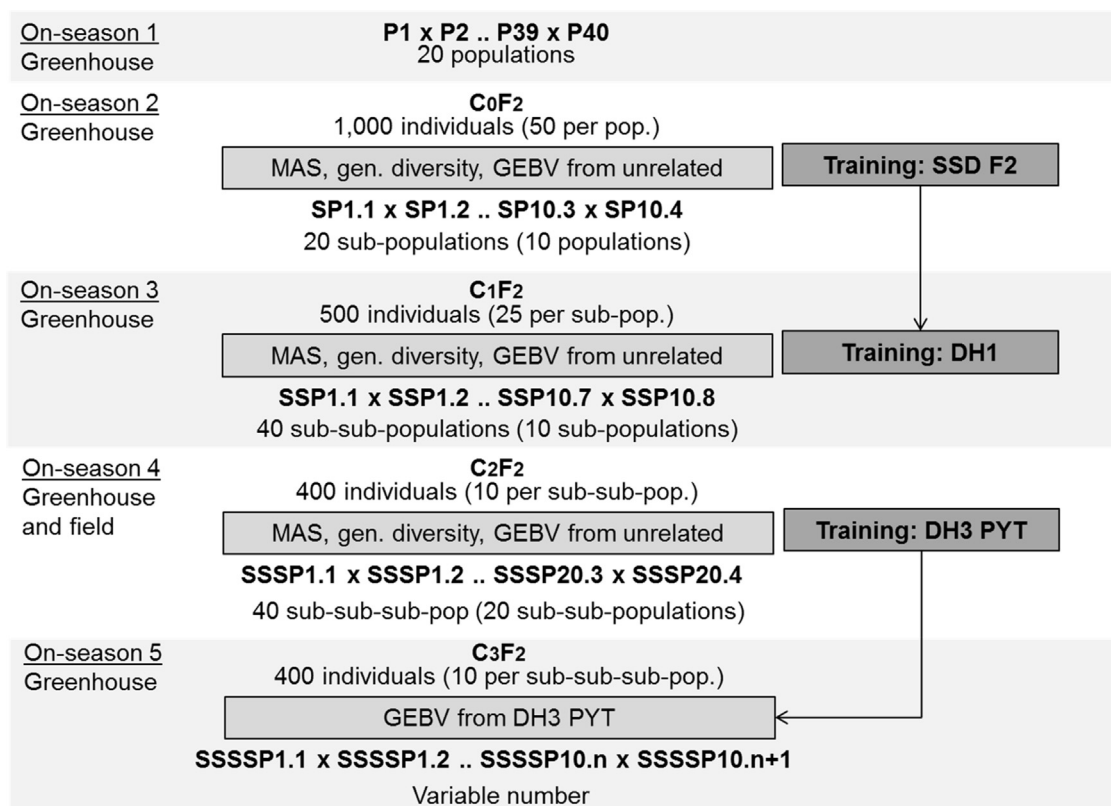 On-season 1
Greenhouse
P1 x P2 .. P39 x P40
20 populations
On-season 2
Greenhouse
C0F2
1,000 individuals (50 per pop.)
MAS, gen. diversity, GEBV from unrelated
Training: SSD F2
SP1.1 x SP1.2 .. SP10.3 x SP10.4
20 sub-populations (10 populations)
On-season 3
Greenhouse
C1F2
500 individuals (25 per sub-pop.)
MAS, gen. diversity, GEBV from unrelated
Training: DH1
SSP1.1 x SSP1.2 .. SSP10.7 x SSP10.8
40 sub-sub-populations (10 sub-populations)
On-season 4
Greenhouse
and field
C2F2
400 individuals (10 per sub-sub-pop.)
MAS, gen. diversity, GEBV from unrelated
Training: DH3 PYT
SSSP1.1 x SSSP1.2 .. SSSP20.3 x SSSP20.4
40 sub-sub-sub-pop (20 sub-sub-populations)
On-season 5
Greenhouse
C3F2
400 individuals (10 per sub-sub-sub-pop.)
GEBV from DH3 PYT
SSSSP1.1 x SSSSP1.2 .. SSSSP10.n x SSSSP10.n+1
Variable number